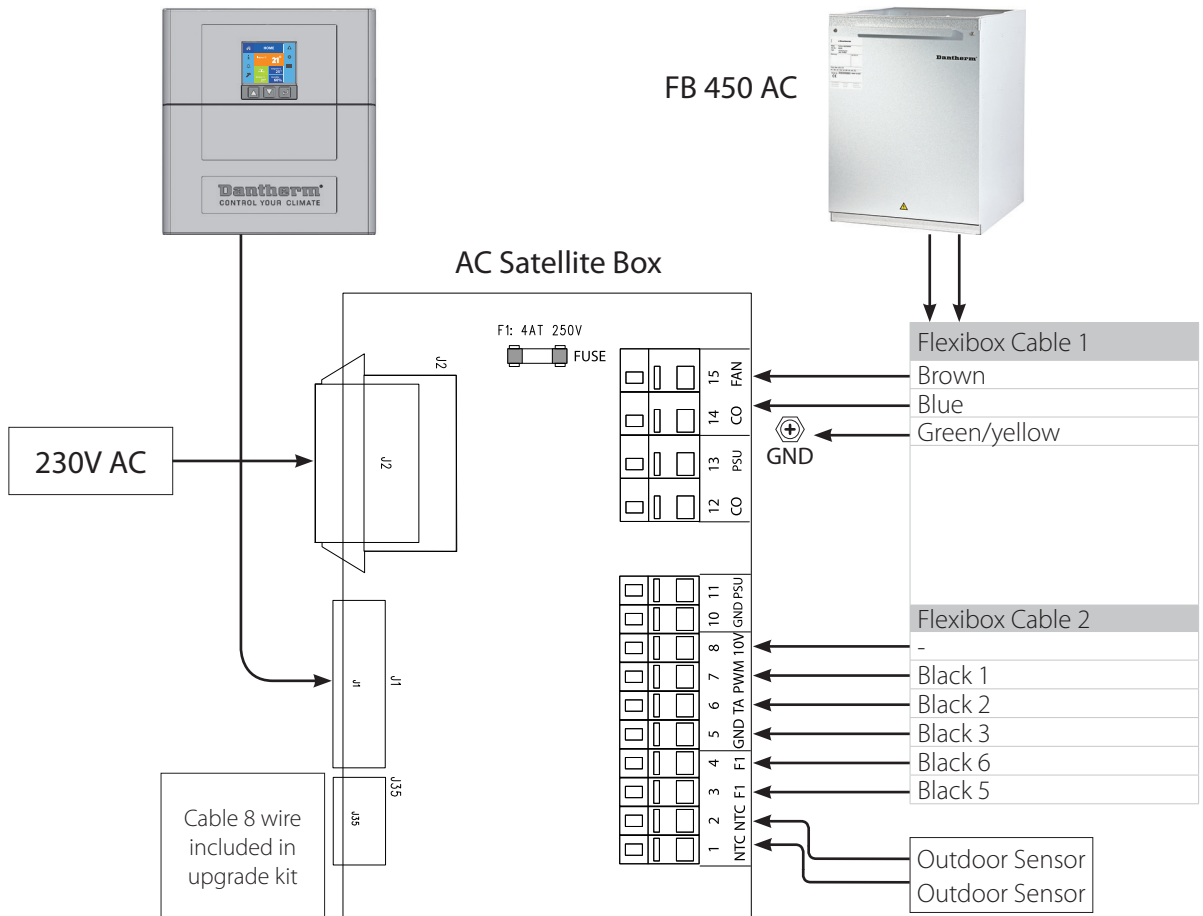 HOME
21°
Dantherm®
CONTROL YOUR CLIMATE
FB 450 AC
Dantherm®
AC Satellite Box
F1: 4AT 250V
FUSE
J2
J2
230V AC
15 FAN
14 CO
13 PSU
12 CO
GND
11 PSU
10 GND
8 10V
7 PWM
6 TA
5 GND
4 F1
3 F1
2 NTC
1 NTC
J1
J1
J35
J35
Cable 8 wire
included in
upgrade kit
Flexibox Cable 1
Brown
Blue
Green/yellow
Flexibox Cable 2
-
Black 1
Black 2
Black 3
Black 6
Black 5
Outdoor Sensor
Outdoor Sensor